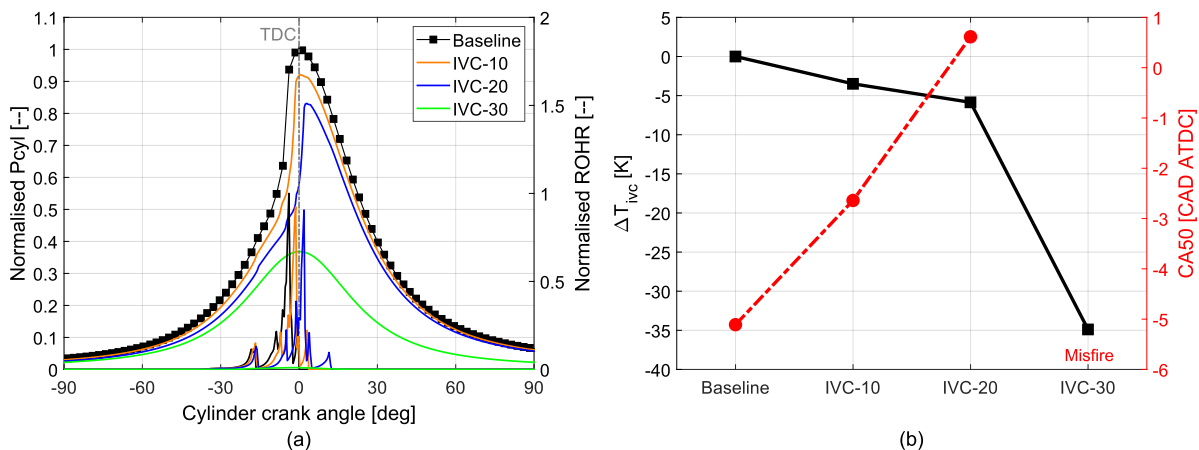 1.1
1
0.9
0.8
0.7
0.6
0.5
0.4
0.3
0.2
0.1
0
Normalised Pcyl [--]
-90
-60
-30
0
30
60
90
Cylinder crank angle [deg]
2
1.5
1
0.5
0
Normalised ROHR [--]
TDC
Baseline
IVC-10
IVC-20
IVC-30
(a)
0
-5
-10
-15
-20
-25
-30
-35
-40
ΔTivc [K]
Baseline
IVC-10
IVC-20
IVC-30
1
0
-1
-2
-3
-4
-5
-6
CA50 [CAD ATDC]
Misfire
(b)